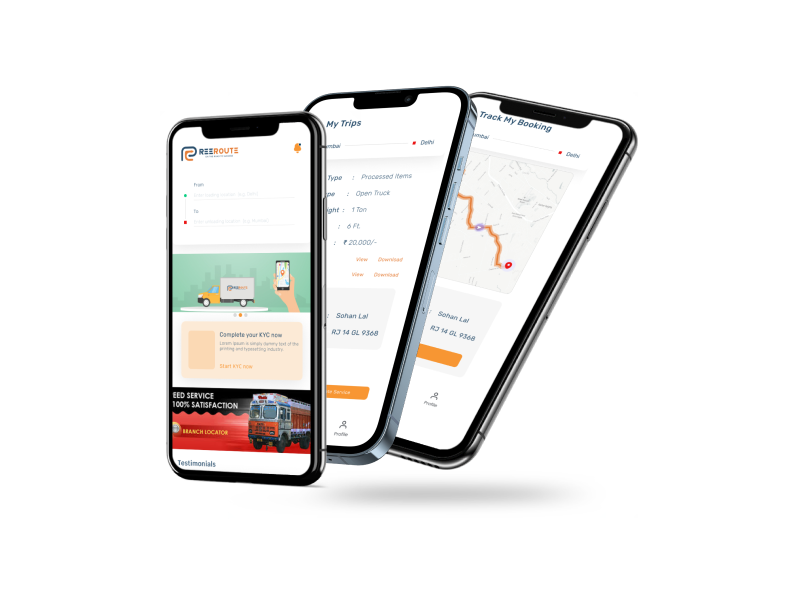 REEROUTE
From
To
Complete your KYC now
Lorem Ipsum is simply dummy text of the
printing and typesetting industry
Start KYC now
EED SERVICE
100% SATISFACTION
BRANCH LOCATOR
Testimonials
My Trips
umbai
Delhi
Type : Processed Items
pe : Open Truck
ight : 1 Ton
: 6 Ft.
: ₹ 20,000/-
View Download
View Download
: Sohan Lal
RJ 14 GL 9368
Service
Profile
Track My Booking
mbai
Delhi
: Sohan Lal
RJ 14 GL 9368
Profile